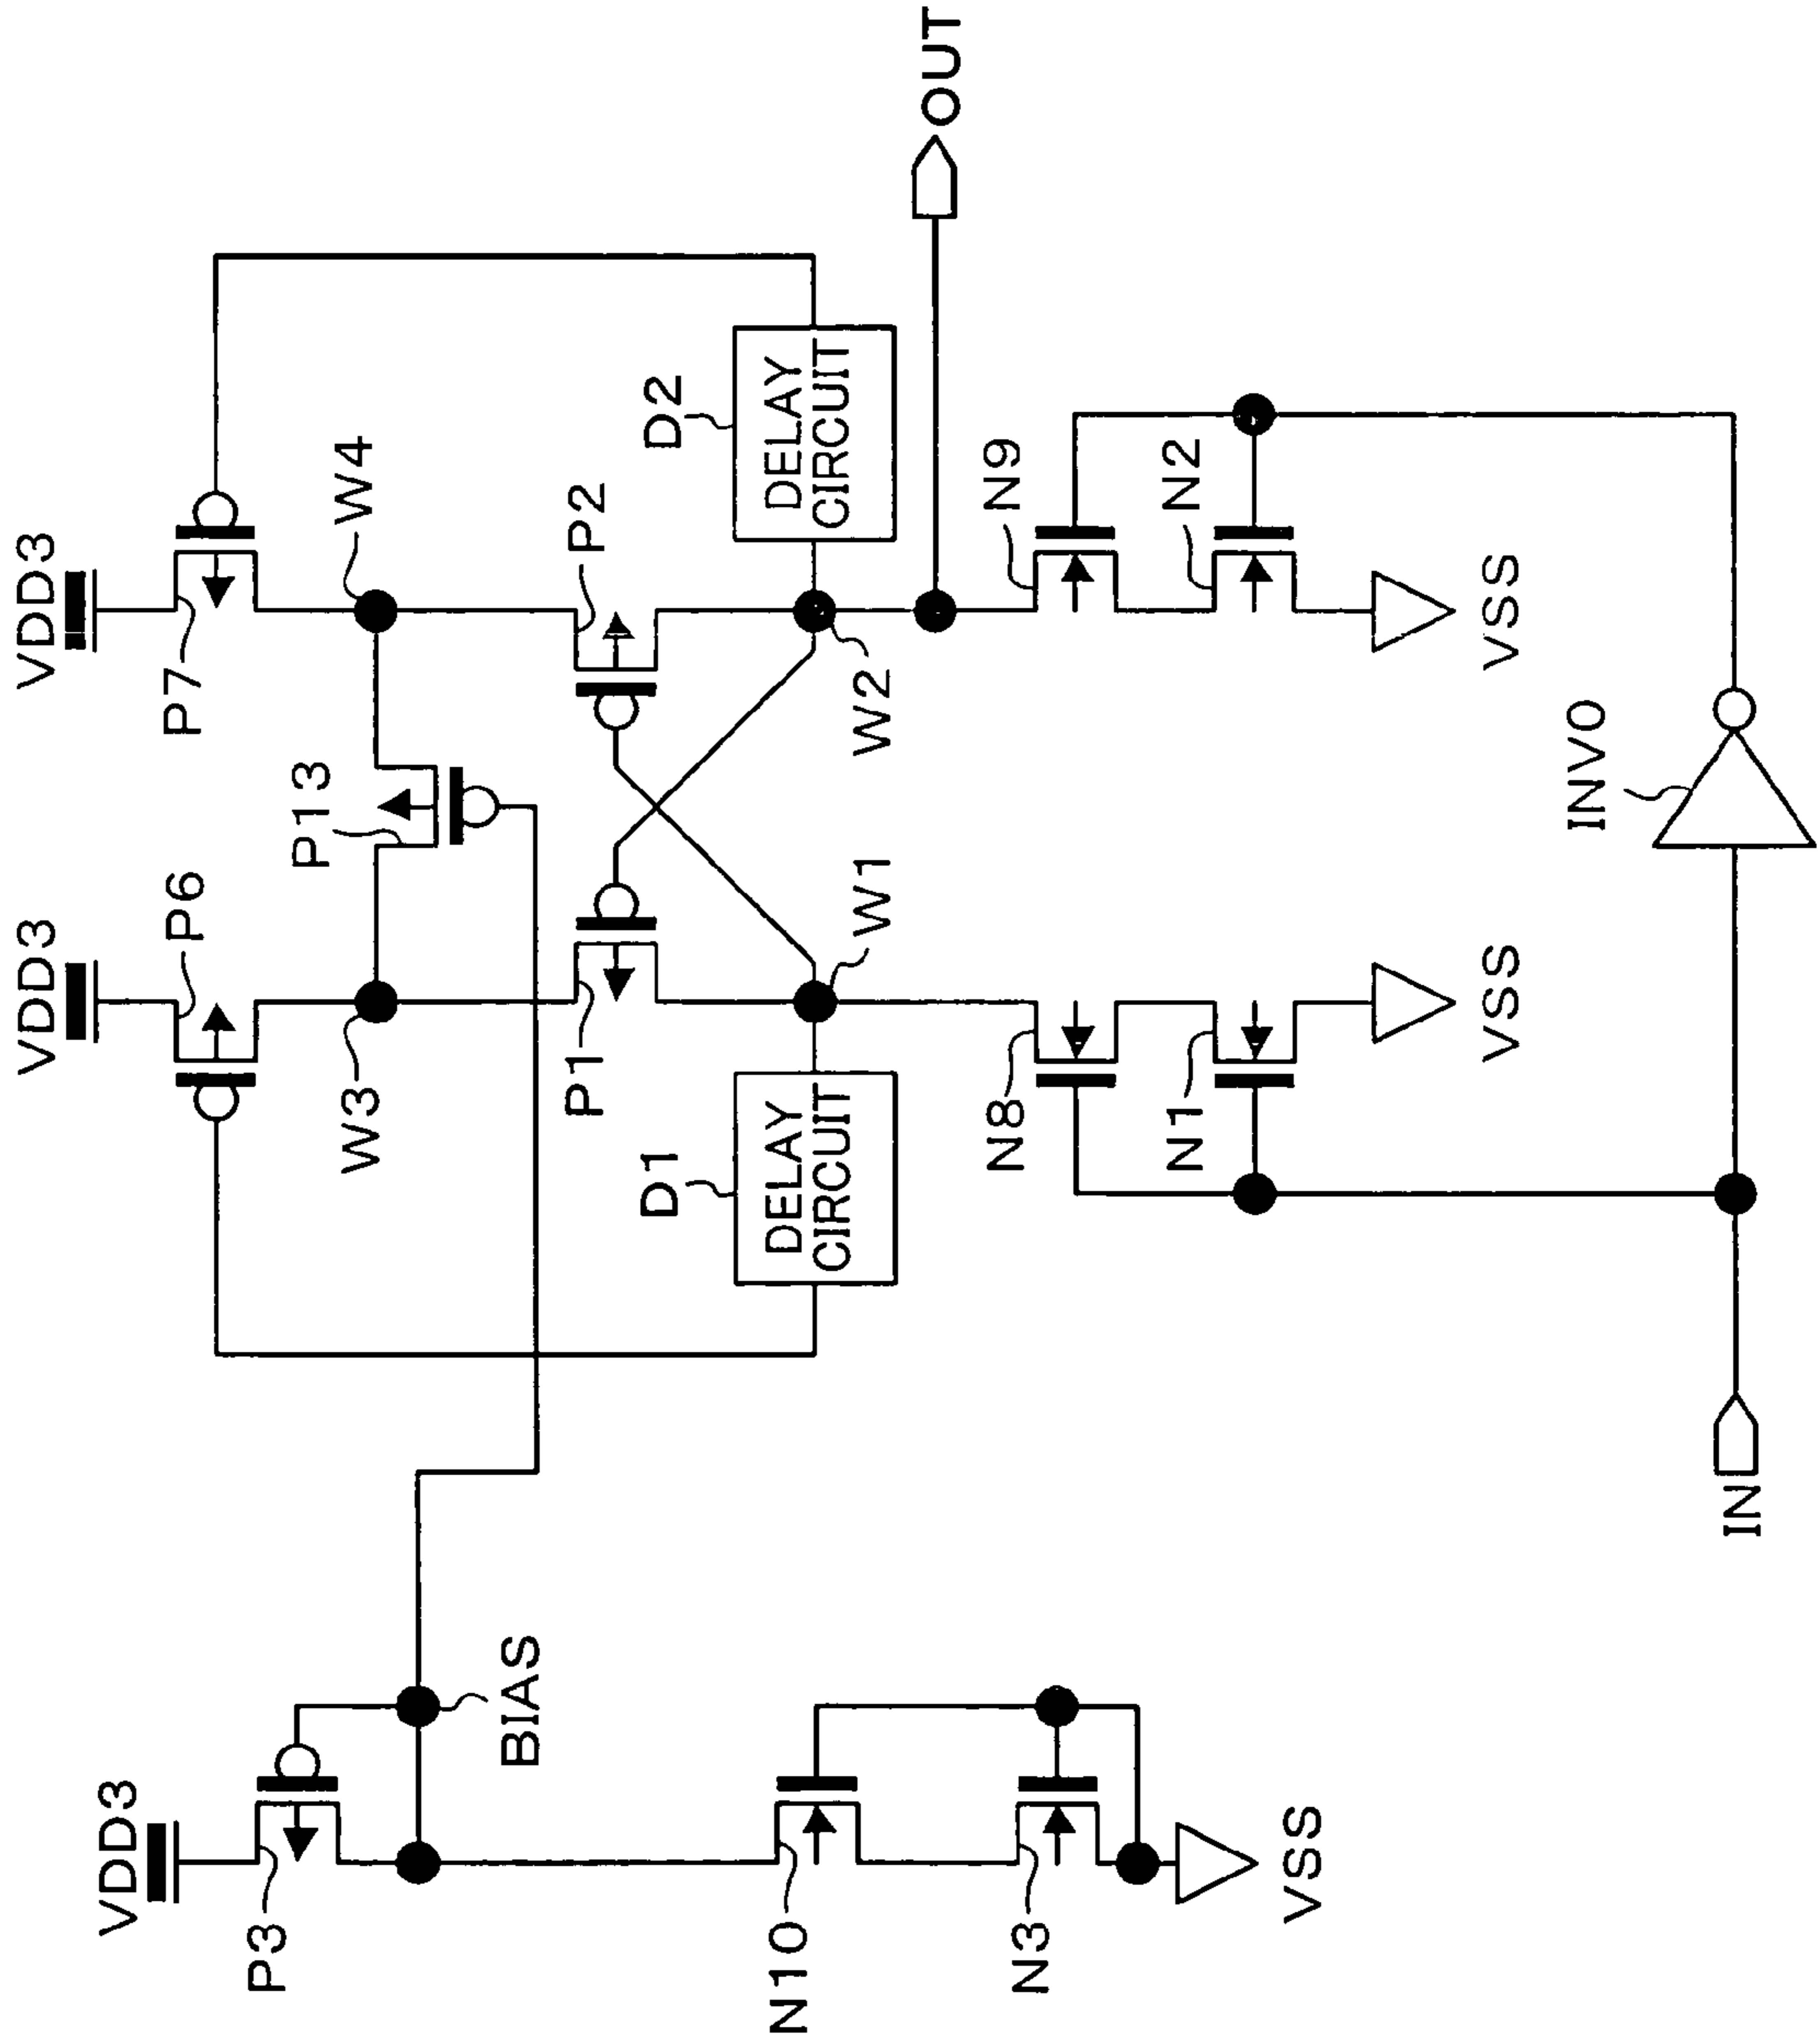 VDD3
P3
BIAS
N10
N3
VSS
VDD3
P6
W3
P13
P1
D1
DELAY
CIRCUIT
W1
N8
N1
VSS
VDD3
P7
W4
P2
D2
DELAY
CIRCUIT
W2
OUT
N9
N2
VSS
IN
INV0